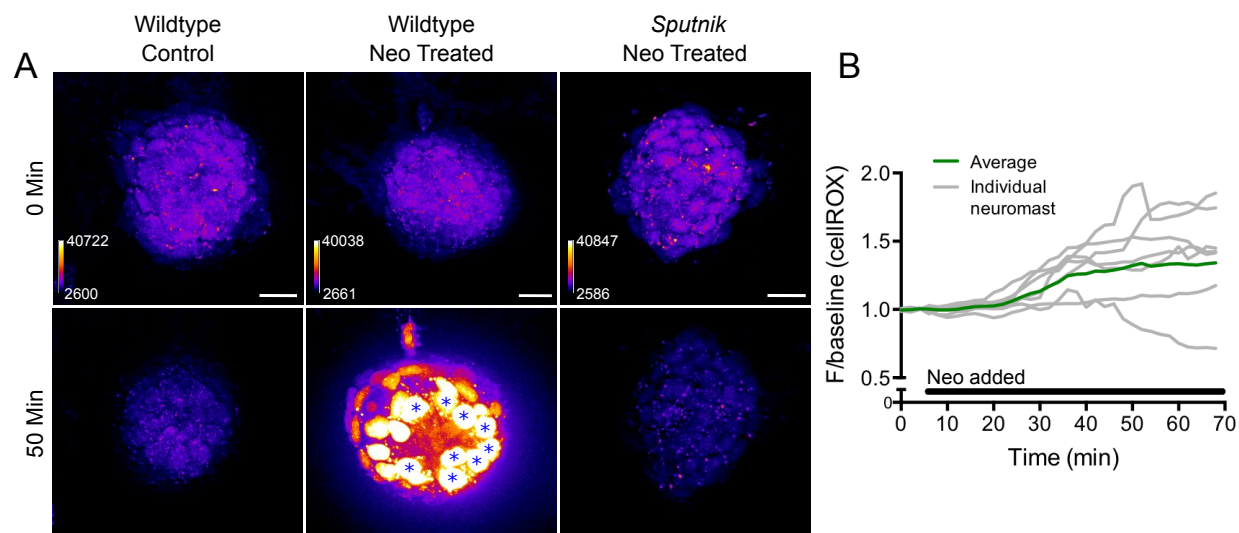 Wildtype
Control
Wildtype
Neo Treated
Sputnik
Neo Treated
A
0 Min
40722
2600
40038
2661
40847
2586
50 Min
* * * * * * * * *
B
Average
Individual
neuromast
F/baseline (cellROX)
2.0
1.5
1.0
0.5
0
Neo added
0 10 20 30 40 50 60 70
Time (min)